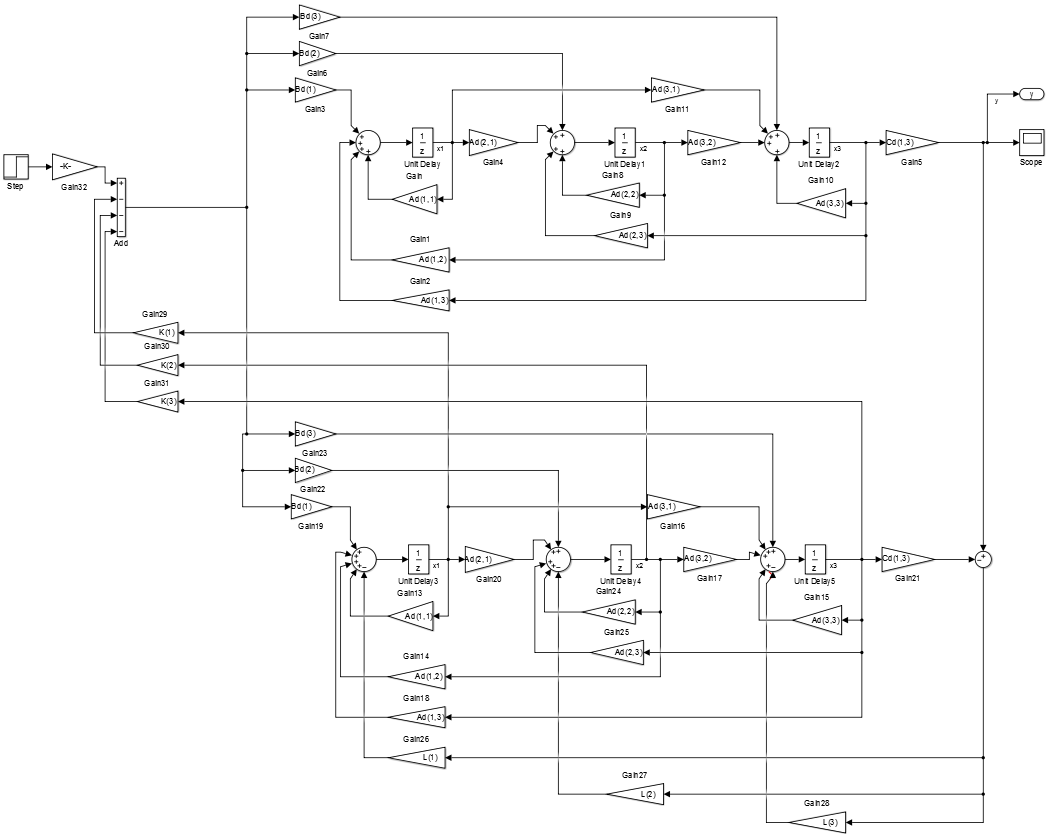 Bd(3)
Gain7
Bd(2)
Gain6
Bd(1)
Gain3
Ad(3,1)
Gain11
y
y
Step
-K-
Gain32
Add
1
z
Unit Delay
x1
Ad(2,1)
Gain4
1
z
Unit Delay1
x2
Ad(3,2)
Gain12
1
z
Unit Delay2
x3
Cd(1,3)
Gain5
Scope
Gain
Ad(1,1)
Gain8
Ad(2,2)
Gain10
Ad(3,3)
Gain9
Ad(2,3)
Gain1
Ad(1,2)
Gain2
Ad(1,3)
Gain29
K(1)
Gain30
K(2)
Gain31
K(3)
Bd(3)
Gain23
Bd(2)
Gain22
Bd(1)
Gain19
Ad(3,1)
Gain16
1
z
Unit Delay3
x1
Ad(2,1)
Gain20
1
z
Unit Delay4
x2
Ad(3,2)
Gain17
1
z
Unit Delay5
x3
Cd(1,3)
Gain21
Gain13
Ad(1,1)
Gain24
Ad(2,2)
Gain15
Ad(3,3)
Gain25
Ad(2,3)
Gain14
Ad(1,2)
Gain18
Ad(1,3)
Gain26
L(1)
Gain27
L(2)
Gain28
L(3)